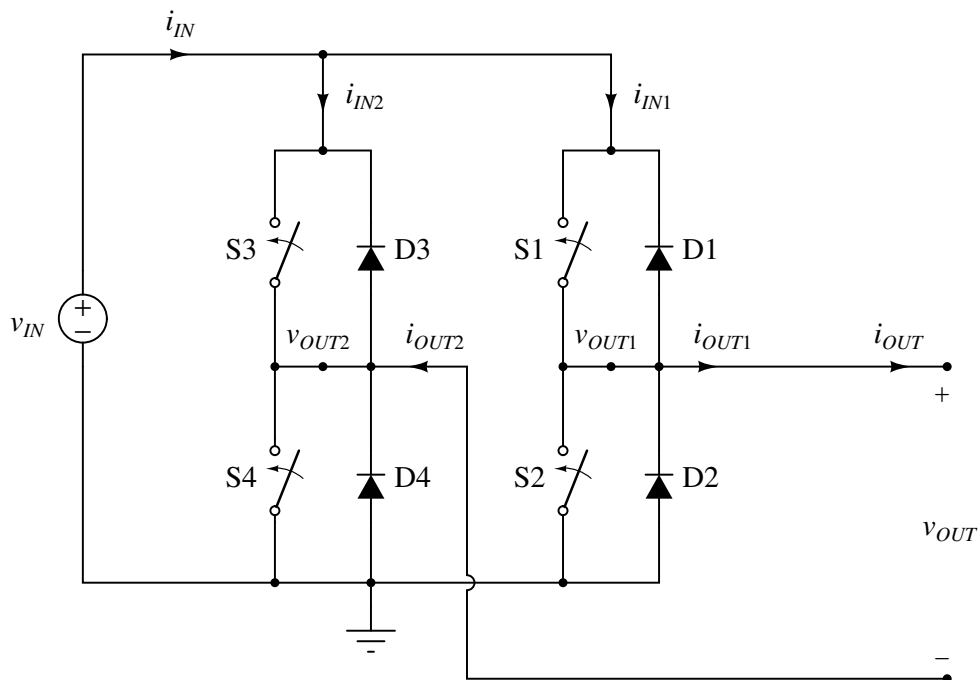 i_IN
i_IN2
i_IN1
S3
D3
S1
D1
v_IN
+
−
v_OUT2
i_OUT2
v_OUT1
i_OUT1
i_OUT
+
S4
D4
S2
D2
v_OUT
−